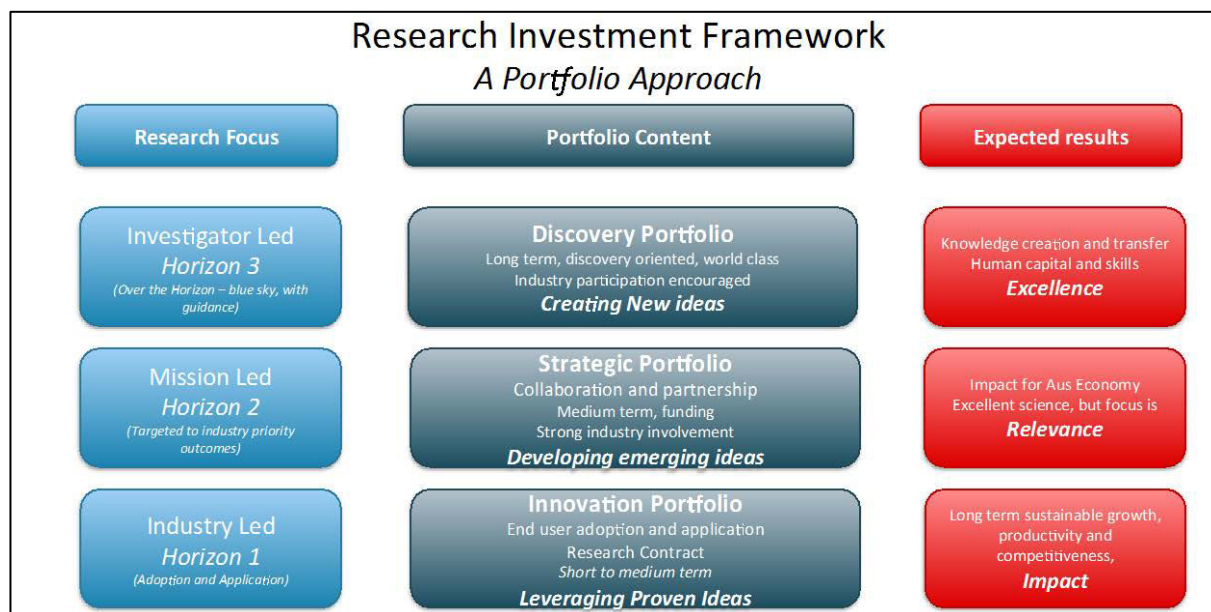 Research Investment Framework
A Portfolio Approach
Research Focus
Portfolio Content
Expected results
Investigator Led
Horizon 3
(Over the Horizon – blue sky, with
guidance)
Discovery Portfolio
Long term, discovery oriented, world class
Industry participation encouraged
Creating New ideas
Knowledge creation and transfer
Human capital and skills
Excellence
Mission Led
Horizon 2
(Targeted to industry priority
outcomes)
Strategic Portfolio
Collaboration and partnership
Medium term, funding
Strong industry involvement
Developing emerging ideas
Impact for Aus Economy
Excellent science, but focus is
Relevance
Industry Led
Horizon 1
(Adoption and Application)
Innovation Portfolio
End user adoption and application
Research Contract
Short to medium term
Leveraging Proven Ideas
Long term sustainable growth,
productivity and
competitiveness,
Impact